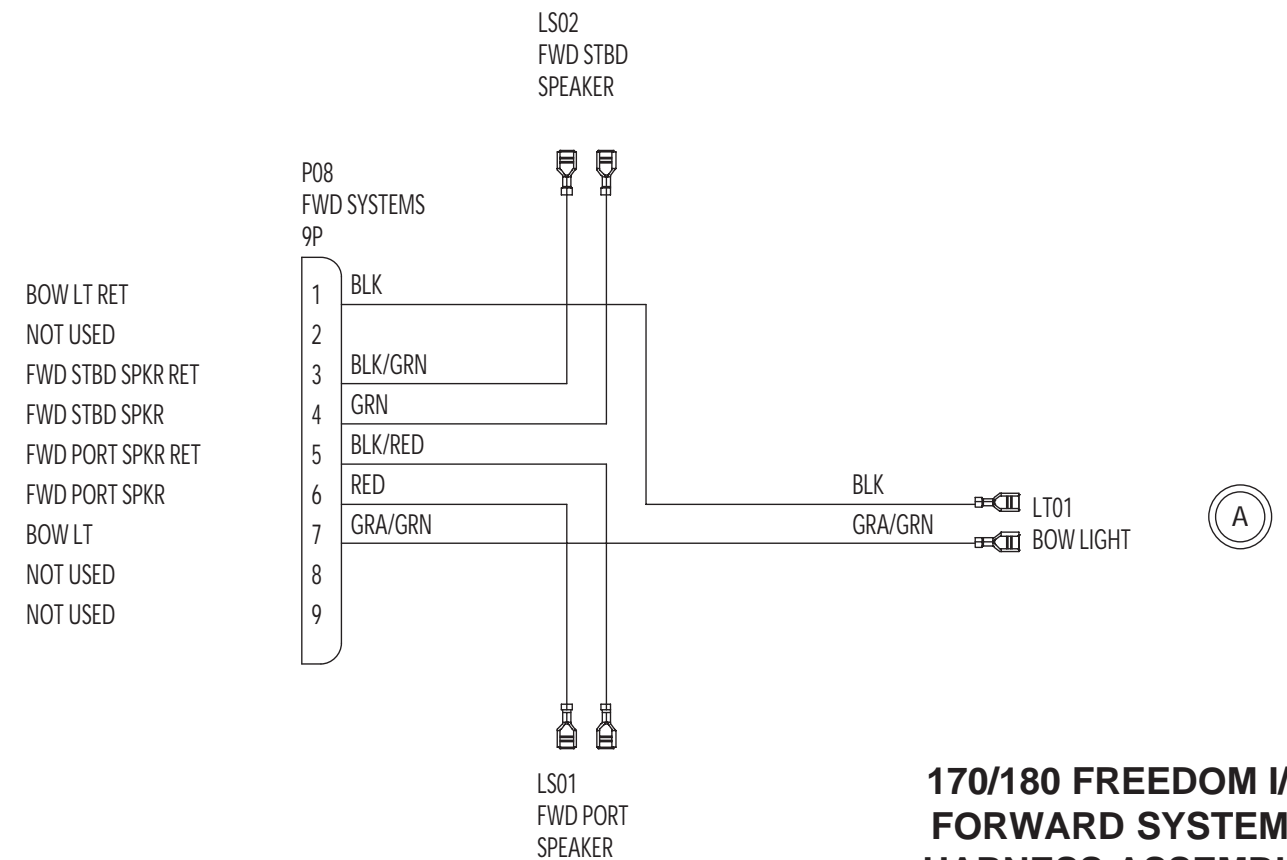 LS02
FWD STBD
SPEAKER
P08
FWD SYSTEMS
9P
BOW LT RET 1 BLK
NOT USED 2
FWD STBD SPKR RET 3 BLK/GRN
FWD STBD SPKR 4 GRN
FWD PORT SPKR RET 5 BLK/RED
FWD PORT SPKR 6 RED
BOW LT 7 GRA/GRN
NOT USED 8
NOT USED 9
BLK
GRA/GRN
LT01
BOW LIGHT
A
LS01
FWD PORT
SPEAKER
170/180 FREEDOM I/
FORWARD SYSTEM